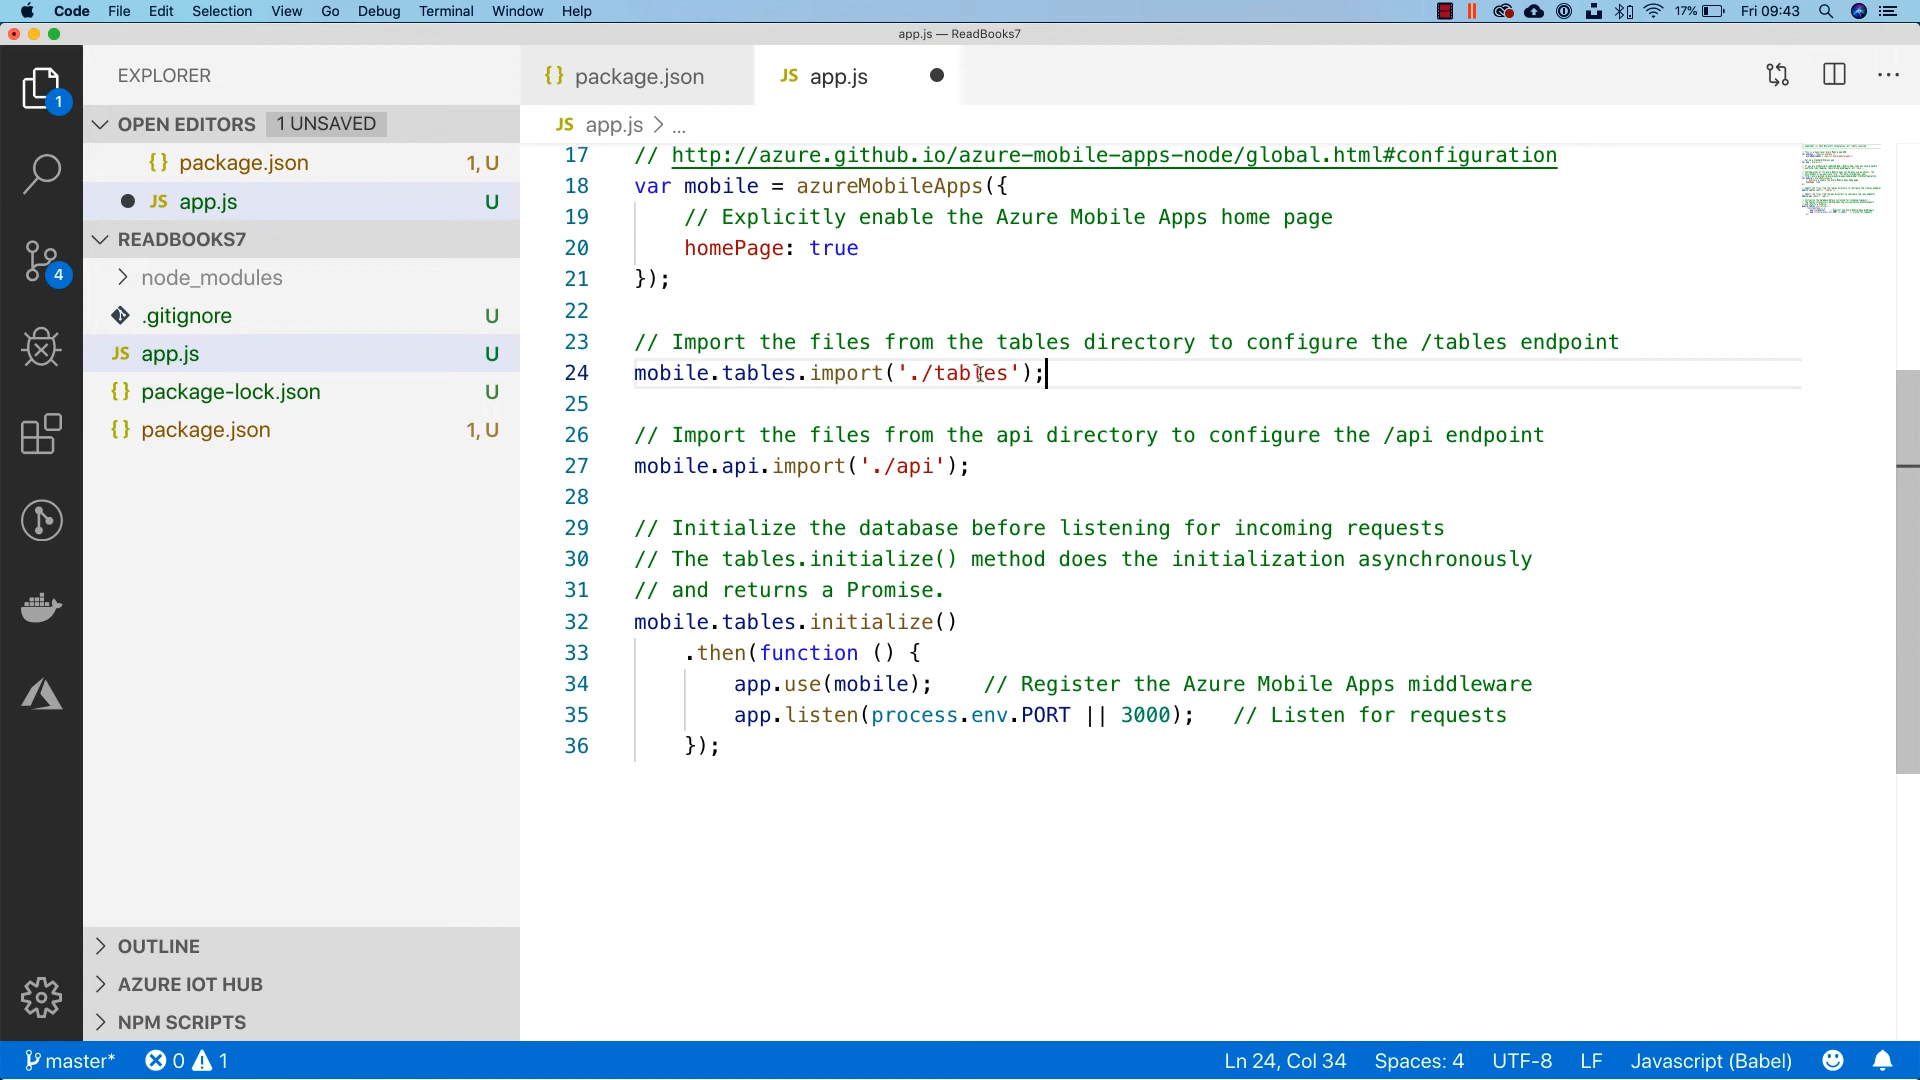 Code File Edit Selection View Go Debug Terminal Window Help
17% Fri 09:43
app.js — ReadBooks7
EXPLORER
1
OPEN EDITORS 1 UNSAVED
{} package.json 1, U
JS app.js U
READBOOKS7
4
node_modules
.gitignore U
JS app.js U
{} package-lock.json U
{} package.json 1, U
OUTLINE
AZURE IOT HUB
NPM SCRIPTS
{} package.json
JS app.js
JS app.js > ...
17 // http://azure.github.io/azure-mobile-apps-node/global.html#configuration
18 var mobile = azureMobileApps({
19 // Explicitly enable the Azure Mobile Apps home page
20 homePage: true
21 });
22
23 // Import the files from the tables directory to configure the /tables endpoint
24 mobile.tables.import('./tables');
25
26 // Import the files from the api directory to configure the /api endpoint
27 mobile.api.import('./api');
28
29 // Initialize the database before listening for incoming requests
30 // The tables.initialize() method does the initialization asynchronously
31 // and returns a Promise.
32 mobile.tables.initialize()
33 .then(function () {
34 app.use(mobile); // Register the Azure Mobile Apps middleware
35 app.listen(process.env.PORT || 3000); // Listen for requests
36 });
master* 0 1
Ln 24, Col 34 Spaces: 4 UTF-8 LF Javascript (Babel)